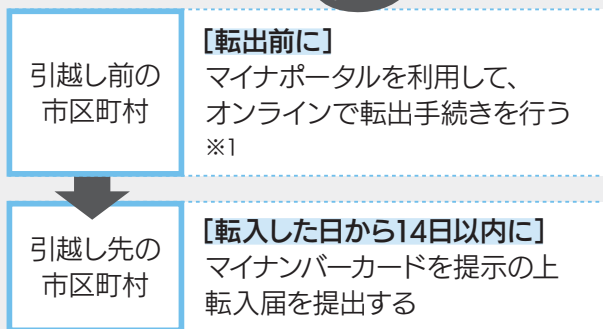 引越し前の
市区町村
[転出前に]
マイナポータルを利用して、
オンラインで転出手続きを行う
※1
引越し先の
市区町村
[転入した日から14日以内に]
マイナンバーカードを提示の上
転入届を提出する